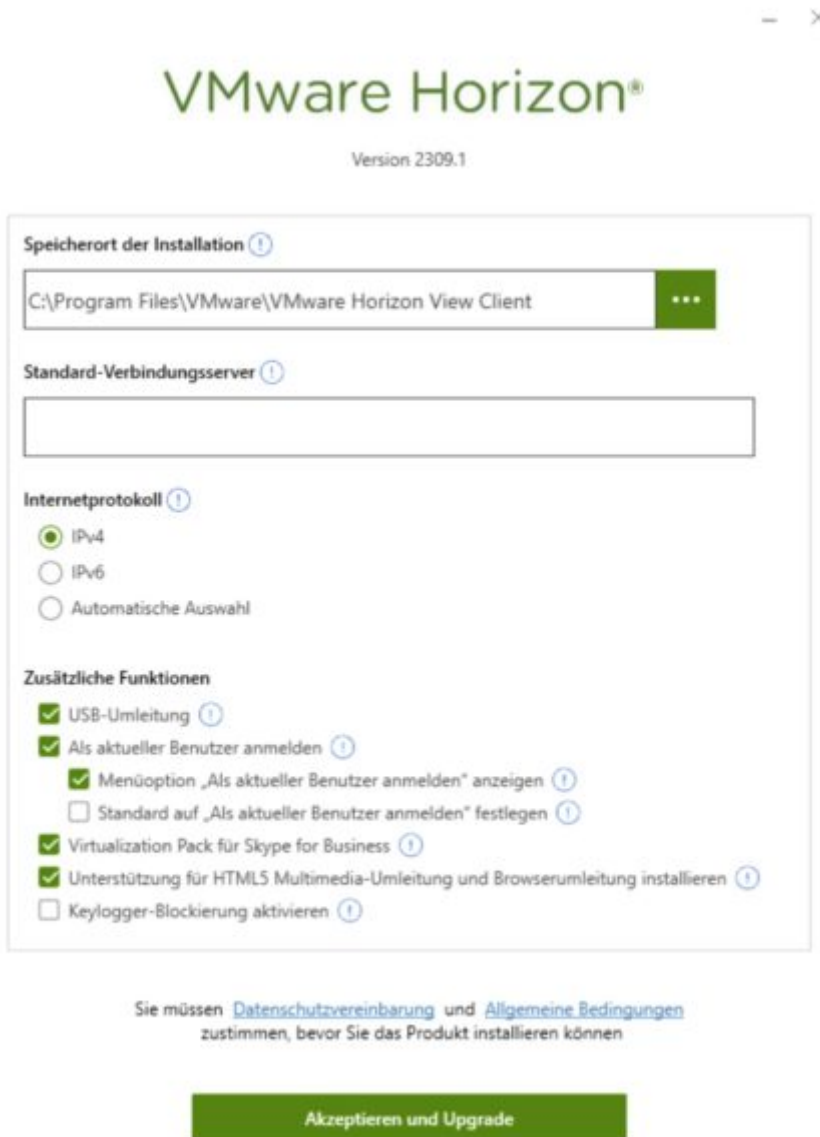 VMware Horizon®
Version 2309.1
Speicherort der Installation
C:\Program Files\VMware\VMware Horizon View Client
Standard-Verbindungsserver
Internetprotokoll
IPv4
IPv6
Automatische Auswahl
Zusätzliche Funktionen
USB-Umleitung
Als aktueller Benutzer anmelden
Menüoption „Als aktueller Benutzer anmelden" anzeigen
Standard auf „Als aktueller Benutzer anmelden" festlegen
Virtualization Pack für Skype for Business
Unterstützung für HTML5 Multimedia-Umleitung und Browserumleitung installieren
Keylogger-Blockierung aktivieren
Sie müssen Datenschutzvereinbarung und Allgemeine Bedingungen
zustimmen, bevor Sie das Produkt installieren können
Akzeptieren und Upgrade